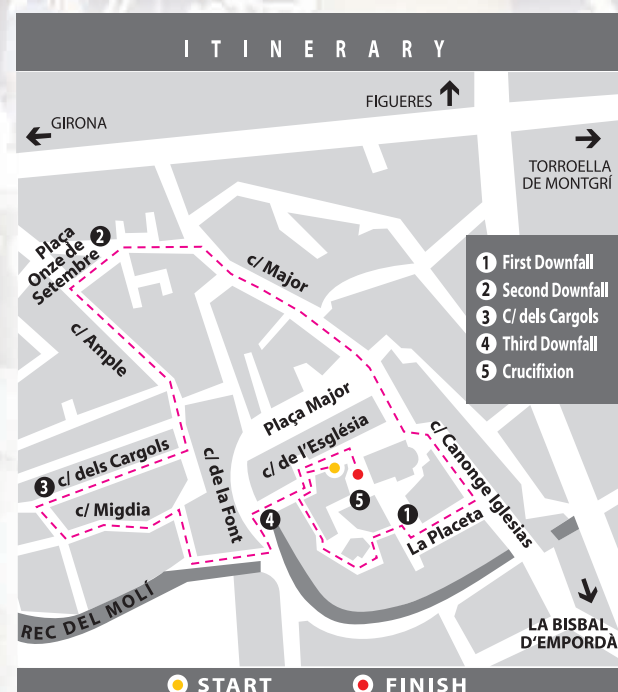 ITINERARY
FIGUERES
GIRONA
TORROELLA
DE MONTGRÍ
Plaça
Onze de
Setembre
2
c/ Major
1 First Downfall
2 Second Downfall
3 C/ dels Cargols
4 Third Downfall
5 Crucifixion
c/ Ample
Plaça Major
c/ de l'Església
c/ de la Font
c/ Canonge Iglesias
3
c/ dels Cargols
c/ Migdia
4
5
1
La Placeta
REC DEL MOLÍ
LA BISBAL
D'EMPORDÀ
START
FINISH